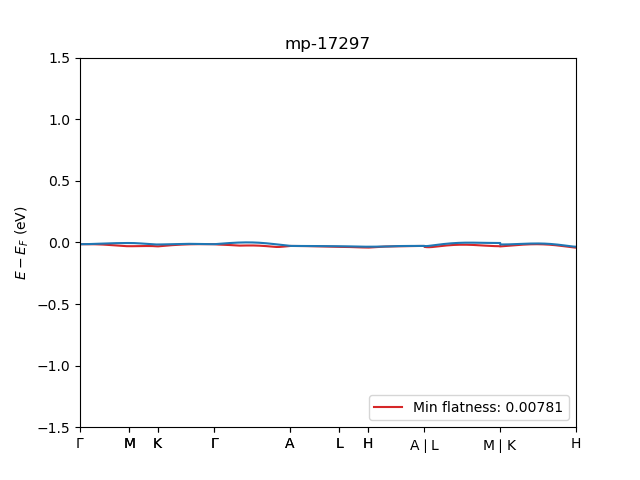 mp-17297
1.5
1.0
0.5
0.0
−0.5
−1.0
−1.5
E − E_F (eV)
Min flatness: 0.00781
Γ M K Γ A L H A | L M | K H